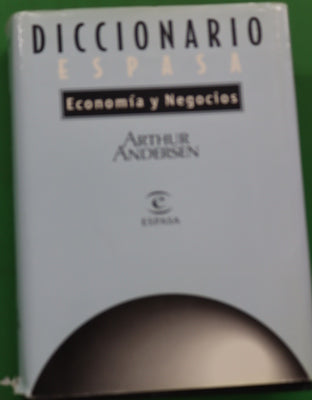 DICCIONARIO
ESPASA
Economía y Negocios
ARTHUR
ANDERSEN
ESPASA